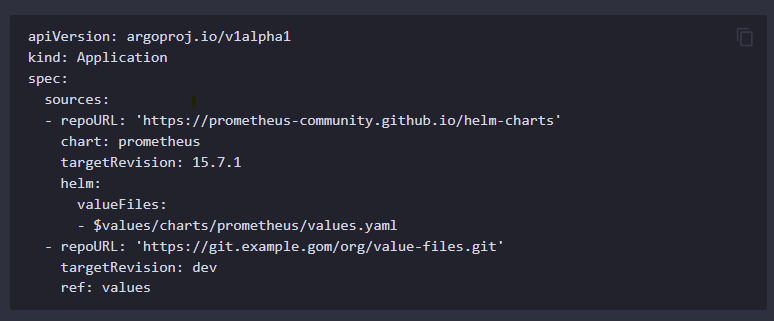 apiVersion: argoproj.io/v1alpha1
kind: Application
spec:
  sources:
  - repoURL: 'https://prometheus-community.github.io/helm-charts'
    chart: prometheus
    targetRevision: 15.7.1
    helm:
      valueFiles:
      - $values/charts/prometheus/values.yaml
  - repoURL: 'https://git.example.gom/org/value-files.git'
    targetRevision: dev
    ref: values